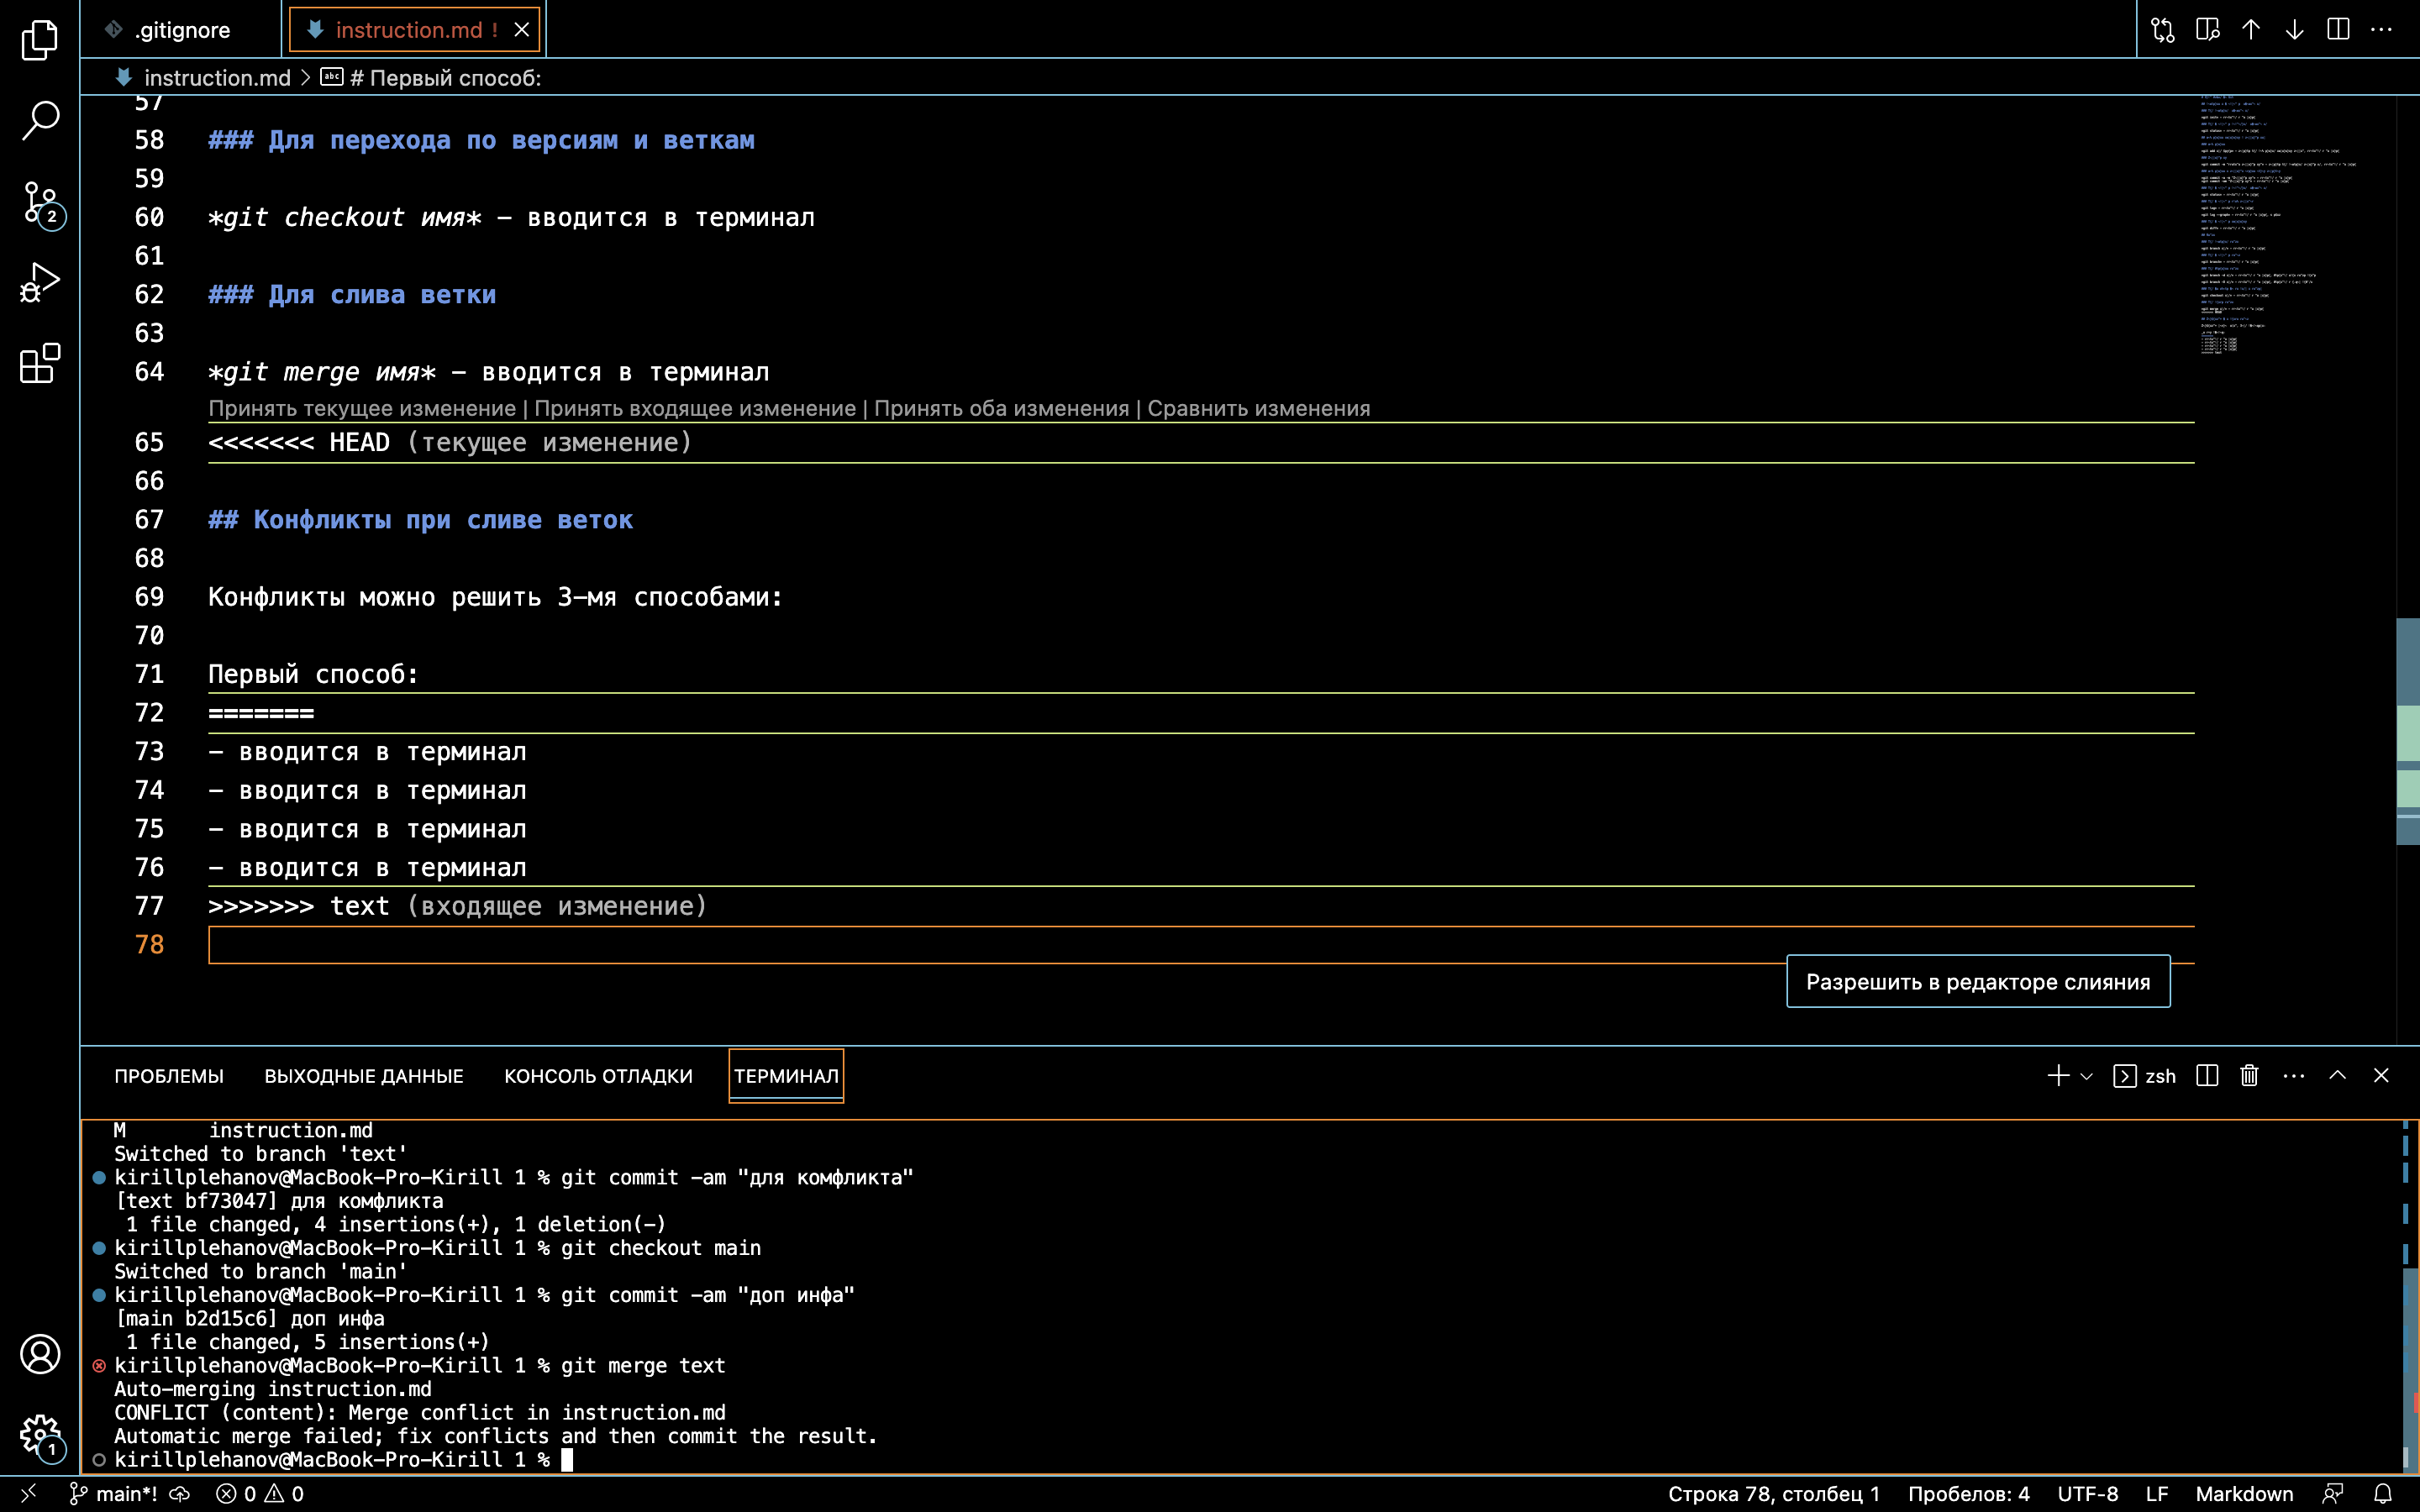 .gitignore
instruction.md !
instruction.md > # Первый способ:
57
58 ### Для перехода по версиям и веткам
59
60 *git checkout имя* – вводится в терминал
61
62 ### Для слива ветки
63
64 *git merge имя* – вводится в терминал
Принять текущее изменение | Принять входящее изменение | Принять оба изменения | Сравнить изменения
65 <<<<<<< HEAD (текущее изменение)
66
67 ## Конфликты при сливе веток
68
69 Конфликты можно решить 3-мя способами:
70
71 Первый способ:
72 =======
73 – вводится в терминал
74 – вводится в терминал
75 – вводится в терминал
76 – вводится в терминал
77 >>>>>>> text (входящее изменение)
78
Разрешить в редакторе слияния
ПРОБЛЕМЫ ВЫХОДНЫЕ ДАННЫЕ КОНСОЛЬ ОТЛАДКИ ТЕРМИНАЛ zsh
M instruction.md
Switched to branch 'text'
kirillplehanov@MacBook-Pro-Kirill 1 % git commit -am "для комфликта"
[text bf73047] для комфликта
1 file changed, 4 insertions(+), 1 deletion(-)
kirillplehanov@MacBook-Pro-Kirill 1 % git checkout main
Switched to branch 'main'
kirillplehanov@MacBook-Pro-Kirill 1 % git commit -am "доп инфа"
[main b2d15c6] доп инфа
1 file changed, 5 insertions(+)
kirillplehanov@MacBook-Pro-Kirill 1 % git merge text
Auto-merging instruction.md
CONFLICT (content): Merge conflict in instruction.md
Automatic merge failed; fix conflicts and then commit the result.
kirillplehanov@MacBook-Pro-Kirill 1 %
2
1
main*! 0 0 Строка 78, столбец 1 Пробелов: 4 UTF-8 LF Markdown